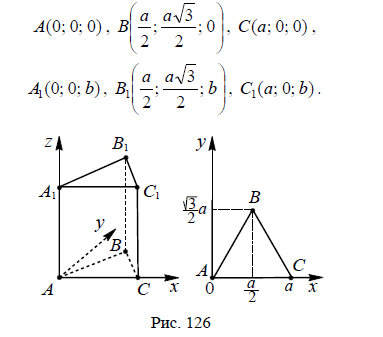 A(0; 0; 0) , B(a/2; a√3/2; 0) , C(a; 0; 0) ,
A₁(0; 0; b) , B₁(a/2; a√3/2; b) , C₁(a; 0; b) .
z B₁ y
A₁ C₁
y √3/2 a B
B
A C x A 0 a/2 a C x
Рис. 126